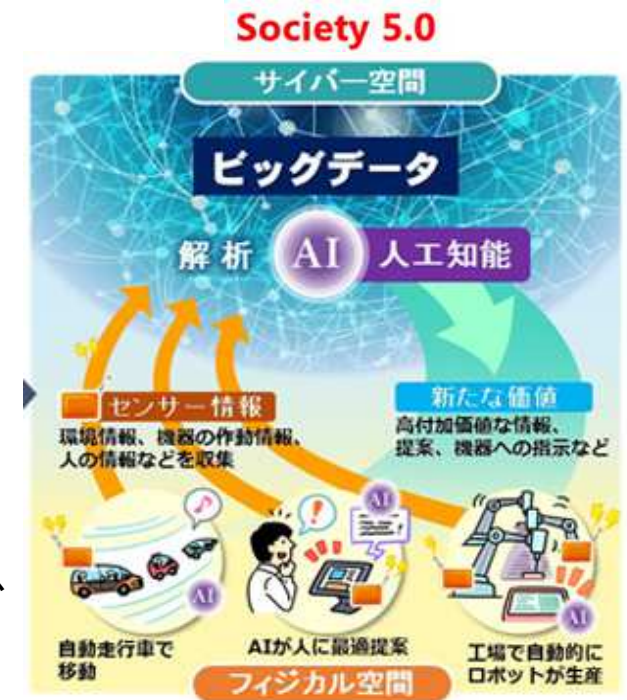 Society 5.0
サイバー空間
ビッグデータ
解析 AI 人工知能
センサー情報
環境情報、機器の作動情報、
人の情報などを収集
新たな価値
高付加価値な情報、
提案、機器への指示など
AI
AI
AI
自動走行車で
移動
AIが人に最適提案
工場で自動的に
ロボットが生産
フィジカル空間